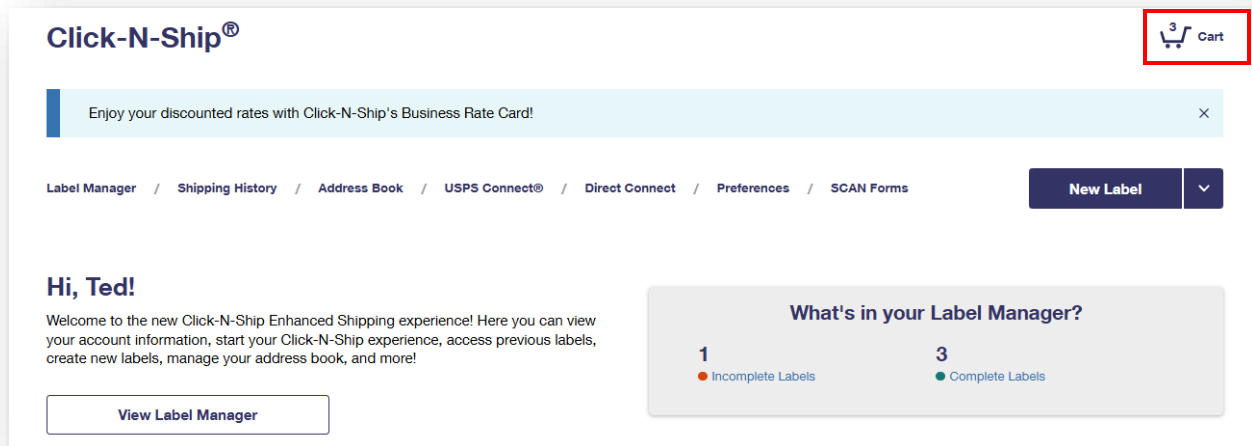 Click-N-Ship®
3
Cart
Enjoy your discounted rates with Click-N-Ship's Business Rate Card!
Label Manager / Shipping History / Address Book / USPS Connect® / Direct Connect / Preferences / SCAN Forms
New Label
Hi, Ted!
Welcome to the new Click-N-Ship Enhanced Shipping experience! Here you can view
your account information, start your Click-N-Ship experience, access previous labels,
create new labels, manage your address book, and more!
View Label Manager
What's in your Label Manager?
1
Incomplete Labels
3
Complete Labels